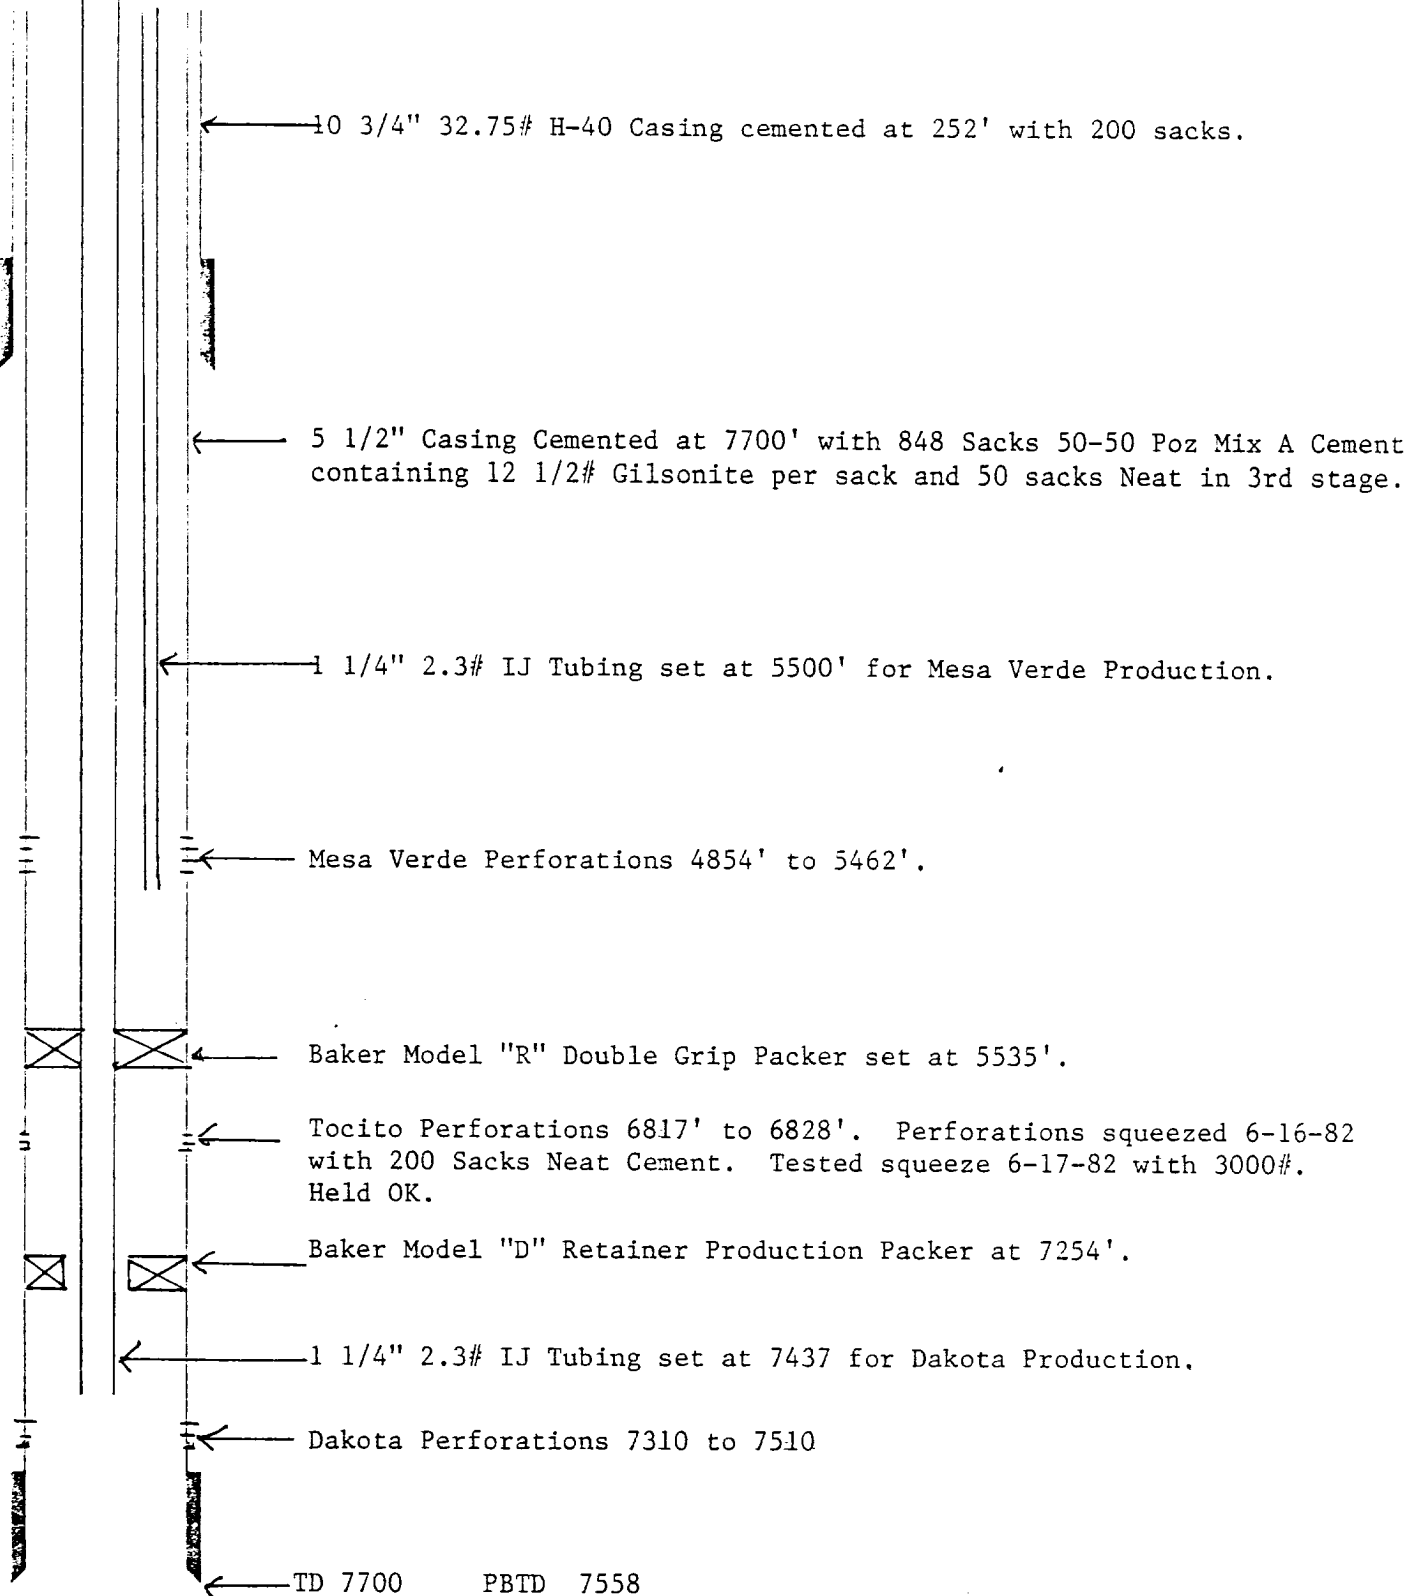 10 3/4" 32.75# H-40 Casing cemented at 252' with 200 sacks.
5 1/2" Casing Cemented at 7700' with 848 Sacks 50-50 Poz Mix A Cement
containing 12 1/2# Gilsonite per sack and 50 sacks Neat in 3rd stage.
1 1/4" 2.3# IJ Tubing set at 5500' for Mesa Verde Production.
Mesa Verde Perforations 4854' to 5462'.
Baker Model "R" Double Grip Packer set at 5535'.
Tocito Perforations 6817' to 6828'. Perforations squeezed 6-16-82
with 200 Sacks Neat Cement. Tested squeeze 6-17-82 with 3000#.
Held OK.
Baker Model "D" Retainer Production Packer at 7254'.
1 1/4" 2.3# IJ Tubing set at 7437 for Dakota Production.
Dakota Perforations 7310 to 7510
TD 7700 PBTD 7558